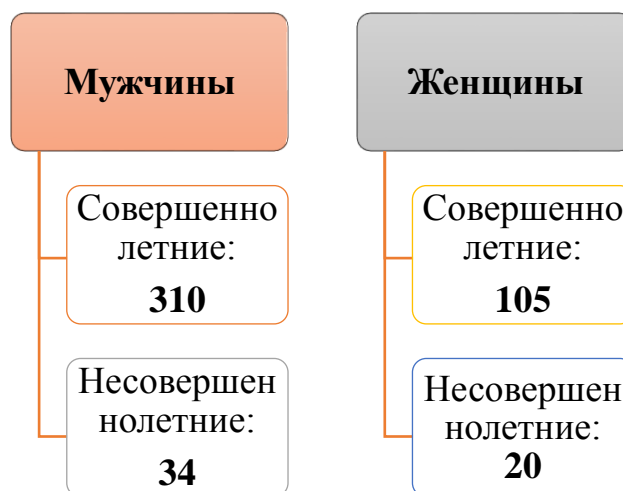 Мужчины
Совершенно
летние:
310
Несовершен
нолетние:
34
Женщины
Совершенно
летние:
105
Несовершен
нолетние:
20